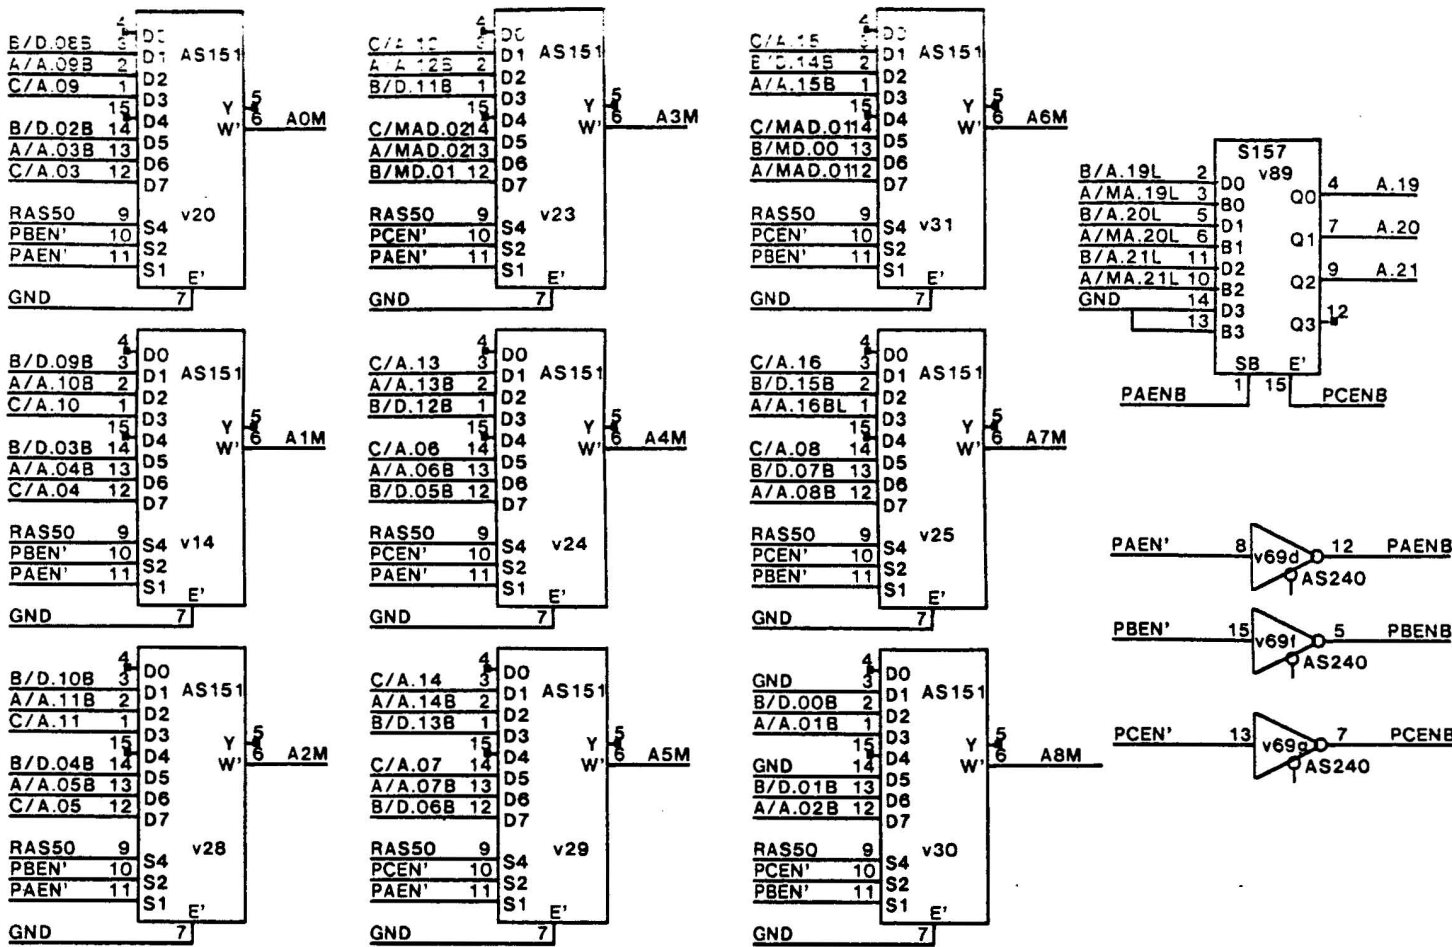 4
D0
B/D.08B 3 D1 AS151
A/A.09B 2 D2
C/A.09 1 D3
15 D4 Y 5
B/D.02B 14 D5 W' 6 A0M
A/A.03B 13 D6
C/A.03 12 D7
RAS50 9 S4 v20
PBEN' 10 S2
PAEN' 11 S1
E'
GND 7
4
D0
C/A.12 3 D1 AS151
A/A.12B 2 D2
B/D.11B 1 D3
15 D4 Y 5
C/MAD.02 14 D5 W' 6 A3M
A/MAD.02 13 D6
B/MD.01 12 D7
RAS50 9 S4 v23
PCEN' 10 S2
PAEN' 11 S1
E'
GND 7
4
D0
C/A.15 3 D1 AS151
B/D.14B 2 D2
A/A.15B 1 D3
15 D4 Y 5
C/MAD.01 14 D5 W' 6 A6M
B/MD.00 13 D6
A/MAD.01 12 D7
RAS50 9 S4 v31
PCEN' 10 S2
PBEN' 11 S1
E'
GND 7
S157
v89
B/A.19L 2 D0 Q0 4 A.19
A/MA.19L 3 B0
B/A.20L 5 D1 Q1 7 A.20
A/MA.20L 6 B1
B/A.21L 11 D2 Q2 9 A.21
A/MA.21L 10 B2
GND 14 D3 Q3 12
13 B3
SB E'
PAENB 1 15 PCENB
4
D0
B/D.09B 3 D1 AS151
A/A.10B 2 D2
C/A.10 1 D3
15 D4 Y 5
B/D.03B 14 D5 W' 6 A1M
A/A.04B 13 D6
C/A.04 12 D7
RAS50 9 S4 v14
PBEN' 10 S2
PAEN' 11 S1
E'
GND 7
4
D0
C/A.13 3 D1 AS151
A/A.13B 2 D2
B/D.12B 1 D3
15 D4 Y 5
C/A.06 14 D5 W' 6 A4M
A/A.06B 13 D6
B/D.05B 12 D7
RAS50 9 S4 v24
PCEN' 10 S2
PAEN' 11 S1
E'
GND 7
4
D0
C/A.16 3 D1 AS151
B/D.15B 2 D2
A/A.16BL 1 D3
15 D4 Y 5
C/A.08 14 D5 W' 6 A7M
B/D.07B 13 D6
A/A.08B 12 D7
RAS50 9 S4 v25
PCEN' 10 S2
PBEN' 11 S1
E'
GND 7
PAEN' 8 v69d 12 PAENB
AS240
PBEN' 15 v69f 5 PBENB
AS240
PCEN' 13 v69g 7 PCENB
AS240
4
D0
B/D.10B 3 D1 AS151
A/A.11B 2 D2
C/A.11 1 D3
15 D4 Y 5
B/D.04B 14 D5 W' 6 A2M
A/A.05B 13 D6
C/A.05 12 D7
RAS50 9 S4 v28
PBEN' 10 S2
PAEN' 11 S1
E'
GND 7
4
D0
C/A.14 3 D1 AS151
A/A.14B 2 D2
B/D.13B 1 D3
15 D4 Y 5
C/A.07 14 D5 W' 6 A5M
A/A.07B 13 D6
B/D.06B 12 D7
RAS50 9 S4 v29
PCEN' 10 S2
PAEN' 11 S1
E'
GND 7
4
D0
GND 3 D1 AS151
B/D.00B 2 D2
A/A.01B 1 D3
15 D4 Y 5
GND 14 D5 W' 6 A8M
B/D.01B 13 D6
A/A.02B 12 D7
RAS50 9 S4 v30
PCEN' 10 S2
PBEN' 11 S1
E'
GND 7